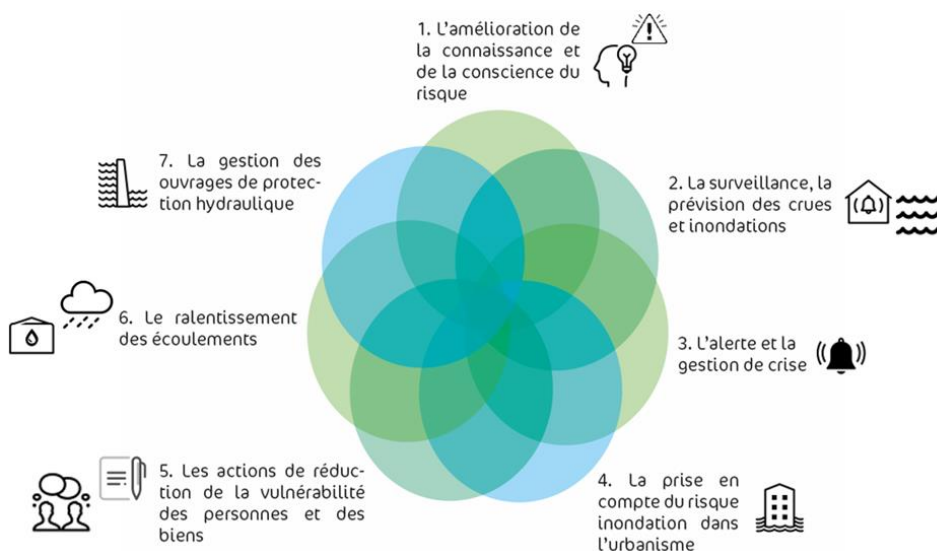 1. L'amélioration de
la connaissance et
de la conscience du
risque
2. La surveillance, la
prévision des crues
et inondations
3. L'alerte et la
gestion de crise
4. La prise en
compte du risque
inondation dans
l'urbanisme
5. Les actions de réduc-
tion de la vulnérabilité
des personnes et des
biens
6. Le ralentissement
des écoulements
7. La gestion des
ouvrages de protec-
tion hydraulique